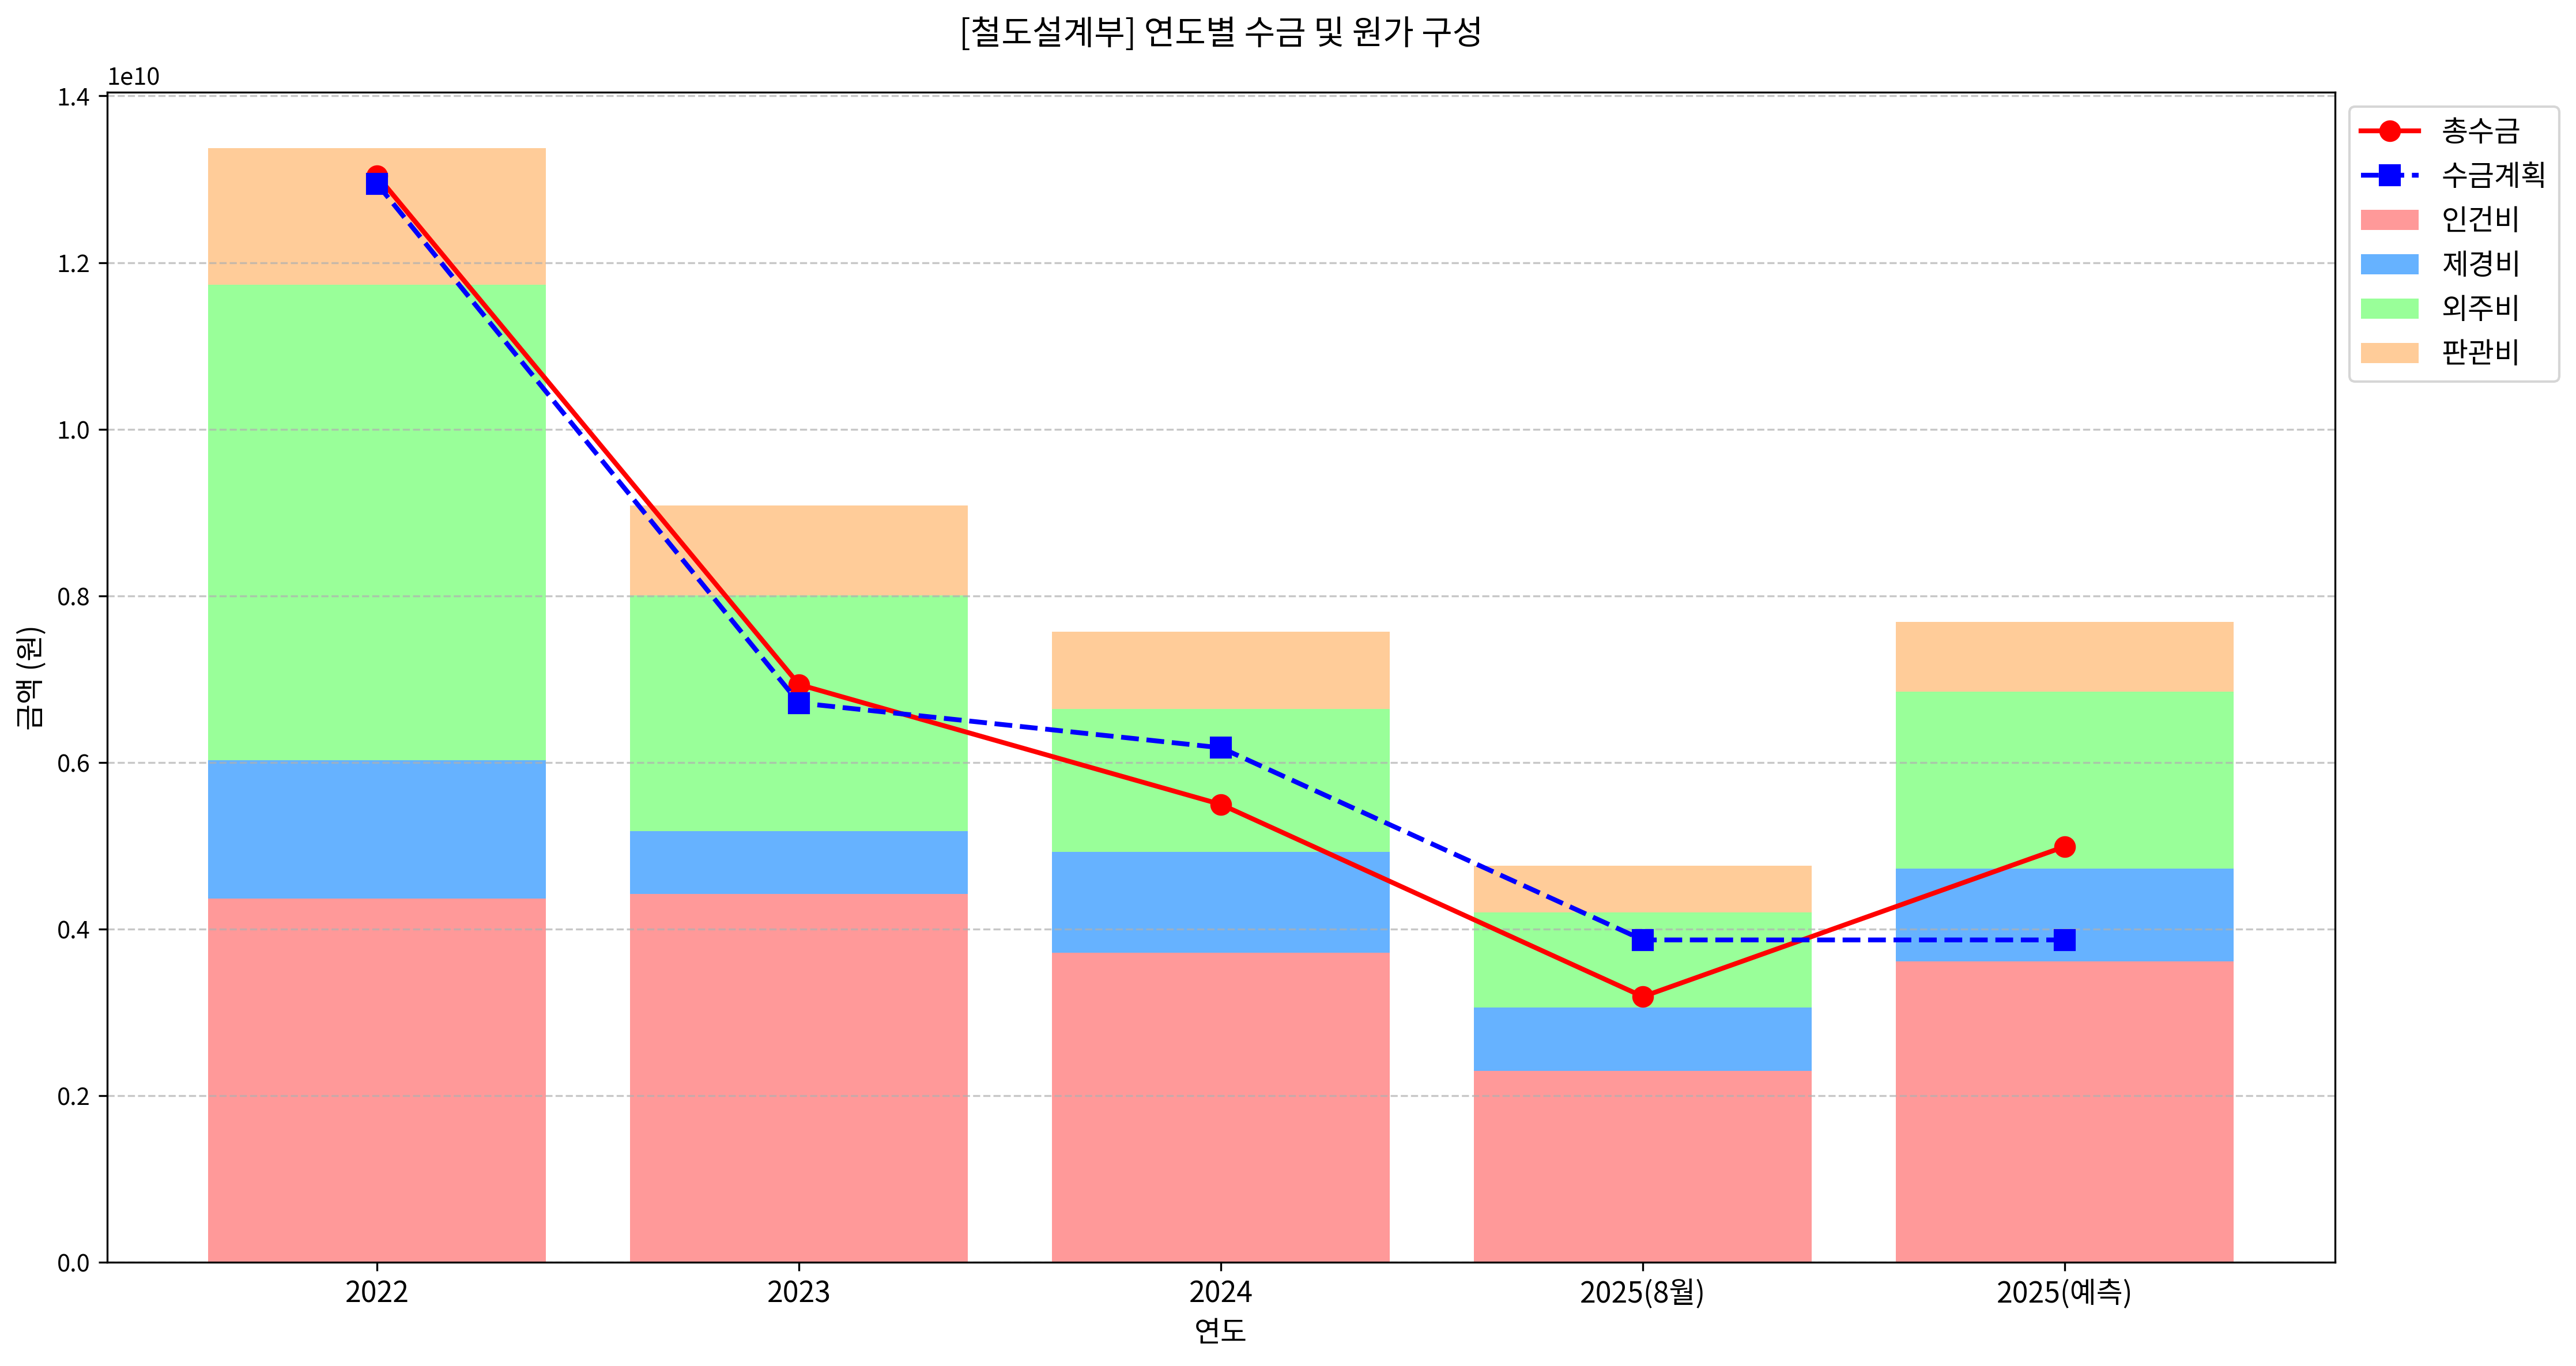 [철도설계부] 연도별 수금 및 원가 구성
1e10
1.4
1.2
1.0
0.8
0.6
0.4
0.2
0.0
금액 (원)
2022
2023
2024
2025(8월)
2025(예측)
연도
총수금
수금계획
인건비
제경비
외주비
판관비